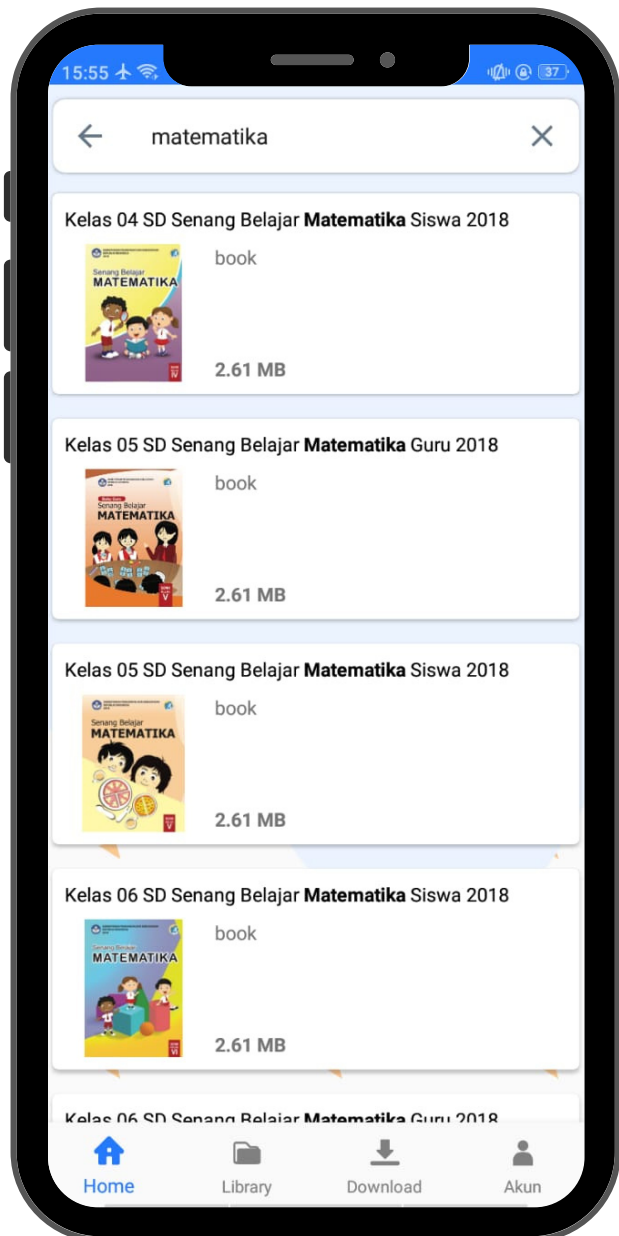 15:55
37
matematika
Kelas 04 SD Senang Belajar Matematika Siswa 2018
Senang Belajar
MATEMATIKA
IV
book
2.61 MB
Kelas 05 SD Senang Belajar Matematika Guru 2018
Buku Guru
Senang Belajar
MATEMATIKA
V
book
2.61 MB
Kelas 05 SD Senang Belajar Matematika Siswa 2018
Senang Belajar
MATEMATIKA
V
book
2.61 MB
Kelas 06 SD Senang Belajar Matematika Siswa 2018
Senang Belajar
MATEMATIKA
VI
book
2.61 MB
Kelas 06 SD Senang Belajar Matematika Guru 2018
Home
Library
Download
Akun